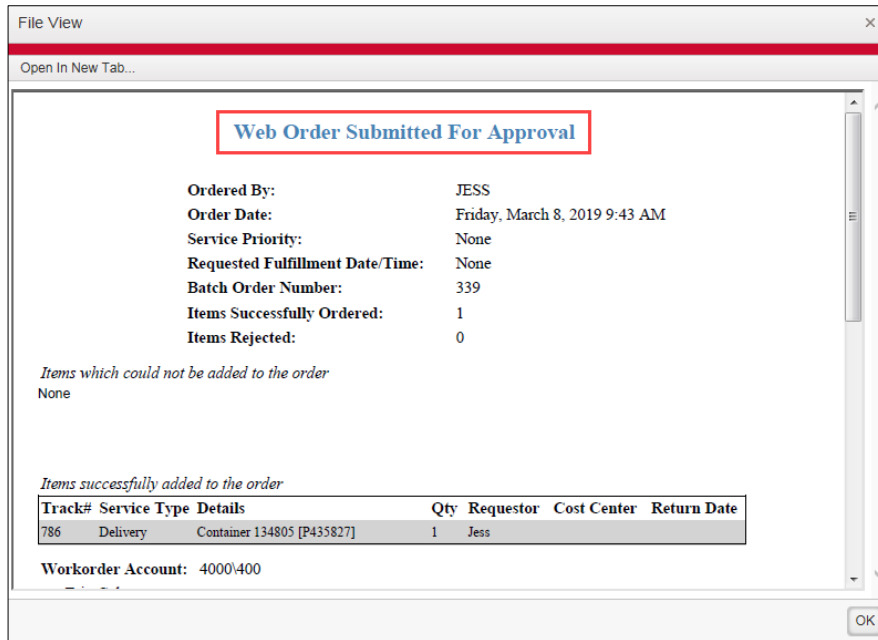 File View ×
Open In New Tab...
Web Order Submitted For Approval
Ordered By: JESS
Order Date: Friday, March 8, 2019 9:43 AM
Service Priority: None
Requested Fulfillment Date/Time: None
Batch Order Number: 339
Items Successfully Ordered: 1
Items Rejected: 0
Items which could not be added to the order
None
Items successfully added to the order
Track# Service Type Details Qty Requestor Cost Center Return Date
786 Delivery Container 134805 [P435827] 1 Jess
Workorder Account: 4000\400
OK